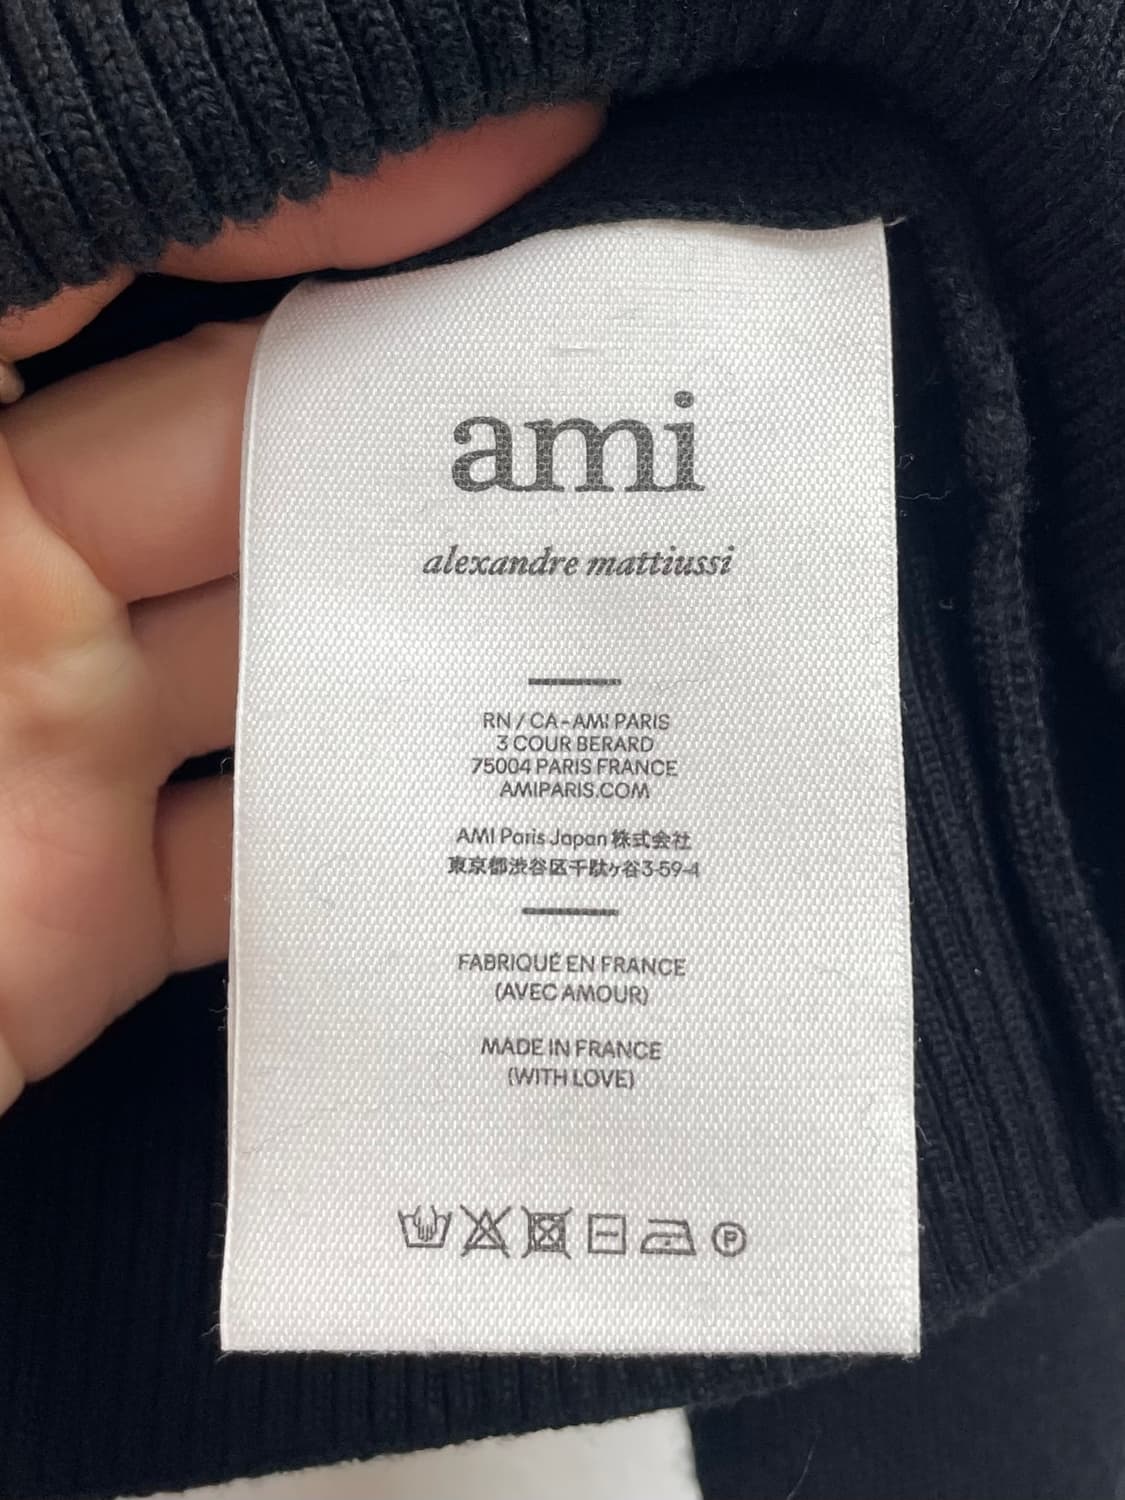 ami
alexandre mattiussi
RN / CA - AMI PARIS
3 COUR BERARD
75004 PARIS FRANCE
AMIPARIS.COM
AMI Paris Japan 株式会社
東京都渋谷区千駄ヶ谷3-59-4
FABRIQUÉ EN FRANCE
(AVEC AMOUR)
MADE IN FRANCE
(WITH LOVE)
P